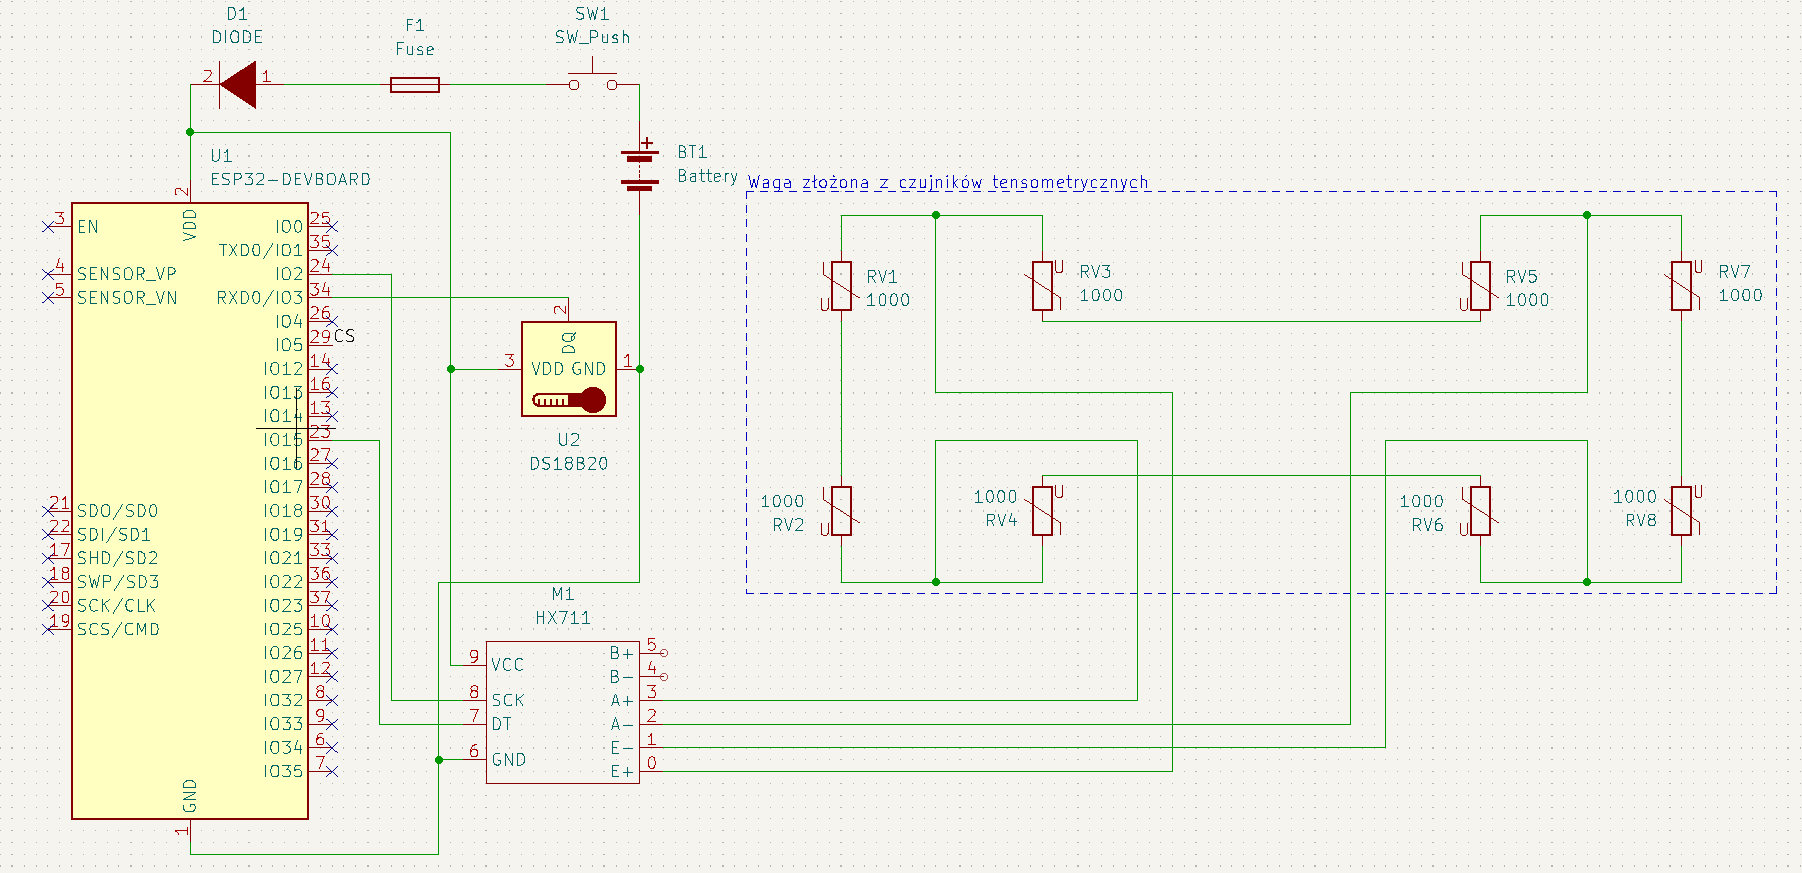 D1
DIODE
2
1
F1
Fuse
SW1
SW_Push
BT1
Battery
+
U1
ESP32-DEVBOARD
2
VDD
3 EN
4 SENSOR_VP
5 SENSOR_VN
21 SDO/SD0
22 SDI/SD1
17 SHD/SD2
18 SWP/SD3
20 SCK/CLK
19 SCS/CMD
IO0 25
TXD0/IO1 35
IO2 24
RXD0/IO3 34
IO4 26
IO5 29
CS
IO12 14
IO13 16
IO14 13
IO15 23
IO16 27
IO17 28
IO18 30
IO19 31
IO21 33
IO22 36
IO23 37
IO25 10
IO26 11
IO27 12
IO32 8
IO33 9
IO34 6
IO35 7
GND
1
2
DQ
3 VDD GND 1
U2
DS18B20
M1
HX711
9 VCC
8 SCK
7 DT
6 GND
B+ 5
B- 4
A+ 3
A- 2
E- 1
E+ 0
Waga złożona z czujników tensometrycznych
U
RV1
1000
U
RV3
1000
U
RV5
1000
U
RV7
1000
1000
RV2
U
1000
RV4
U
1000
RV6
U
1000
RV8
U